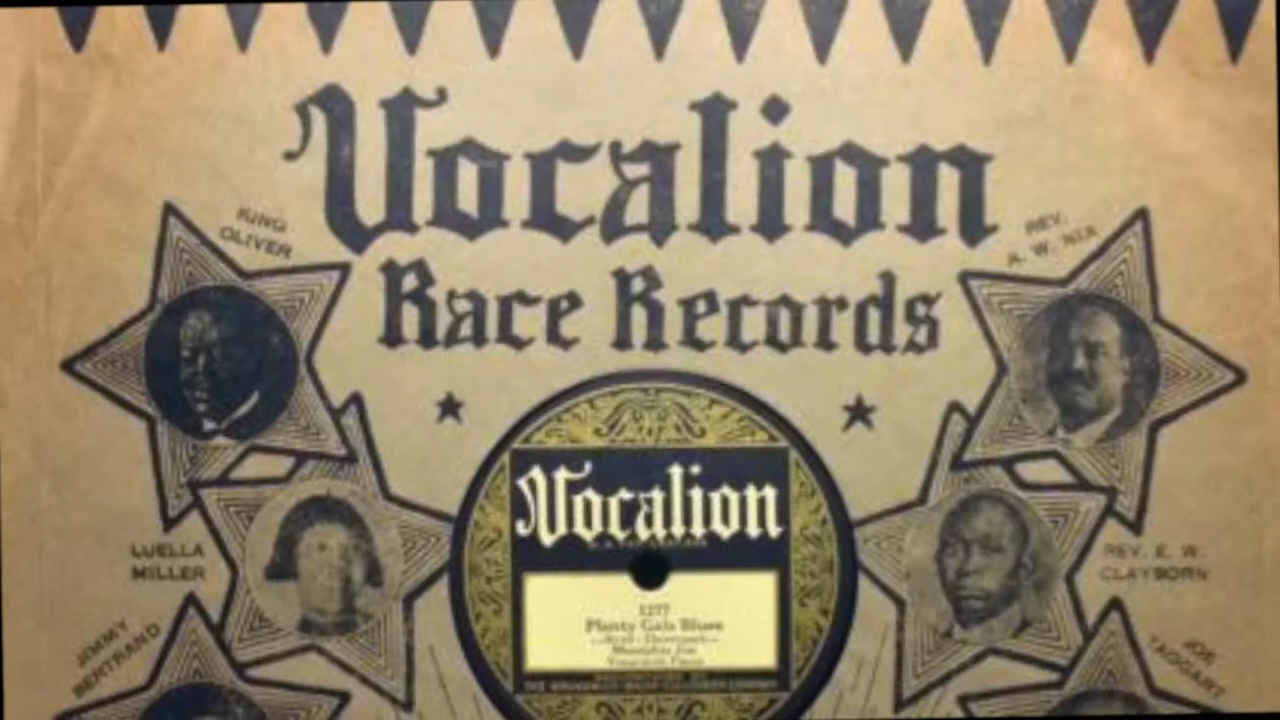 Vocalion
Race Records
KING
OLIVER
REV.
A. W. NIX
LUELLA
MILLER
REV. E. W.
CLAYBORN
JIMMY
BERTRAND
JOE
TAGGART
Vocalion
1277
Planty Gals Blues
Memphis Joe